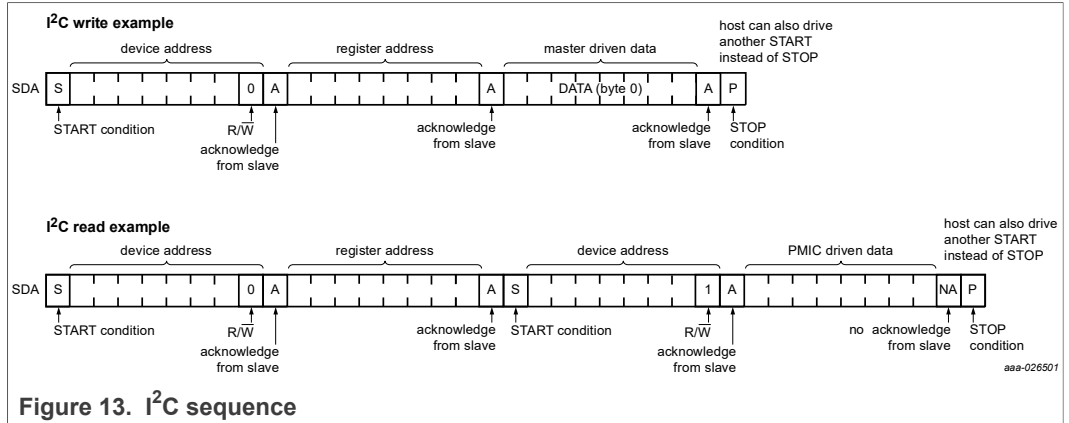 I²C write example
host can also drive
another START
instead of STOP
device address
register address
master driven data
SDA S 0 A A DATA (byte 0) A P
START condition
R/W̅
acknowledge
from slave
acknowledge
from slave
acknowledge
from slave
STOP
condition
I²C read example
host can also drive
another START
instead of STOP
device address
register address
device address
PMIC driven data
SDA S 0 A A S 1 A NA P
START condition
R/W̅
acknowledge
from slave
acknowledge
from slave
START condition
R/W̅
acknowledge
from slave
no acknowledge
from slave
STOP
condition
aaa-026501
Figure 13. I²C sequence